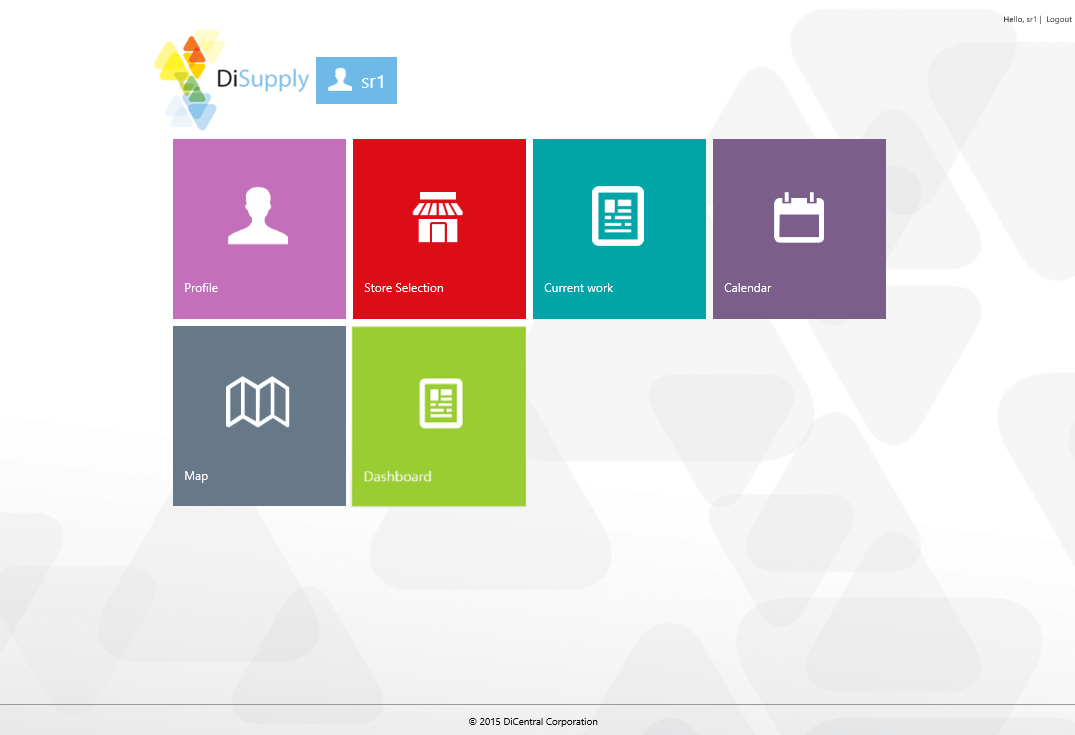 Hello, sr1 | Logout
DiSupply
sr1
Profile
Store Selection
Current work
Calendar
Map
Dashboard
© 2015 DiCentral Corporation